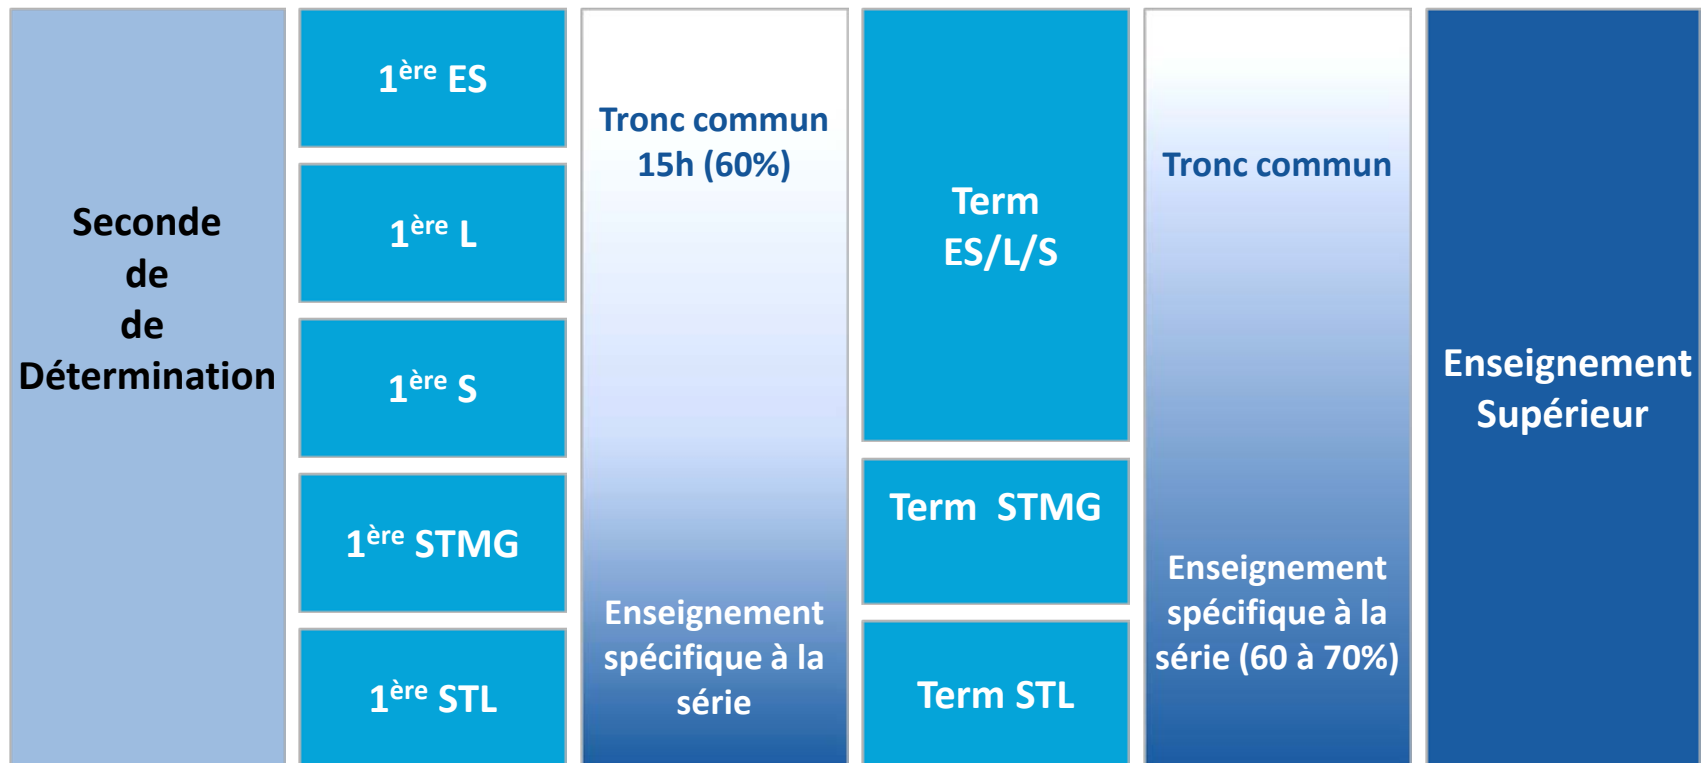 Seconde
de
de
Détermination
1ère ES
1ère L
1ère S
1ère STMG
1ère STL
Tronc commun
15h (60%)
Enseignement
spécifique à la
série
Term
ES/L/S
Term STMG
Term STL
Tronc commun
Enseignement
spécifique à la
série (60 à 70%)
Enseignement
Supérieur